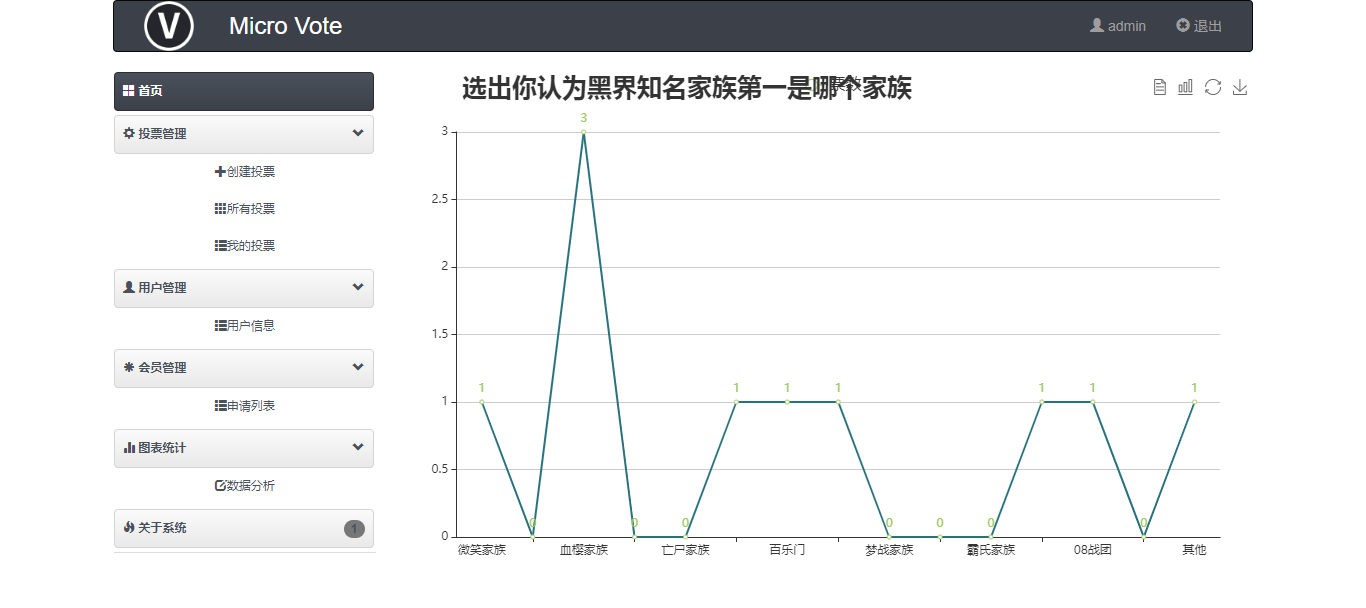 V
Micro Vote
admin
退出
首页
投票管理
创建投票
所有投票
我的投票
用户管理
用户信息
会员管理
申请列表
图表统计
数据分析
关于系统
1
选出你认为黑界知名家族第一是哪个家族
票数
3
2.5
2
1.5
1
0.5
0
1 0 3 0 0 1 1 1 0 0 0 1 1 0 1
微笑家族 血樱家族 亡尸家族 百乐门 梦战家族 霸氏家族 08战团 其他